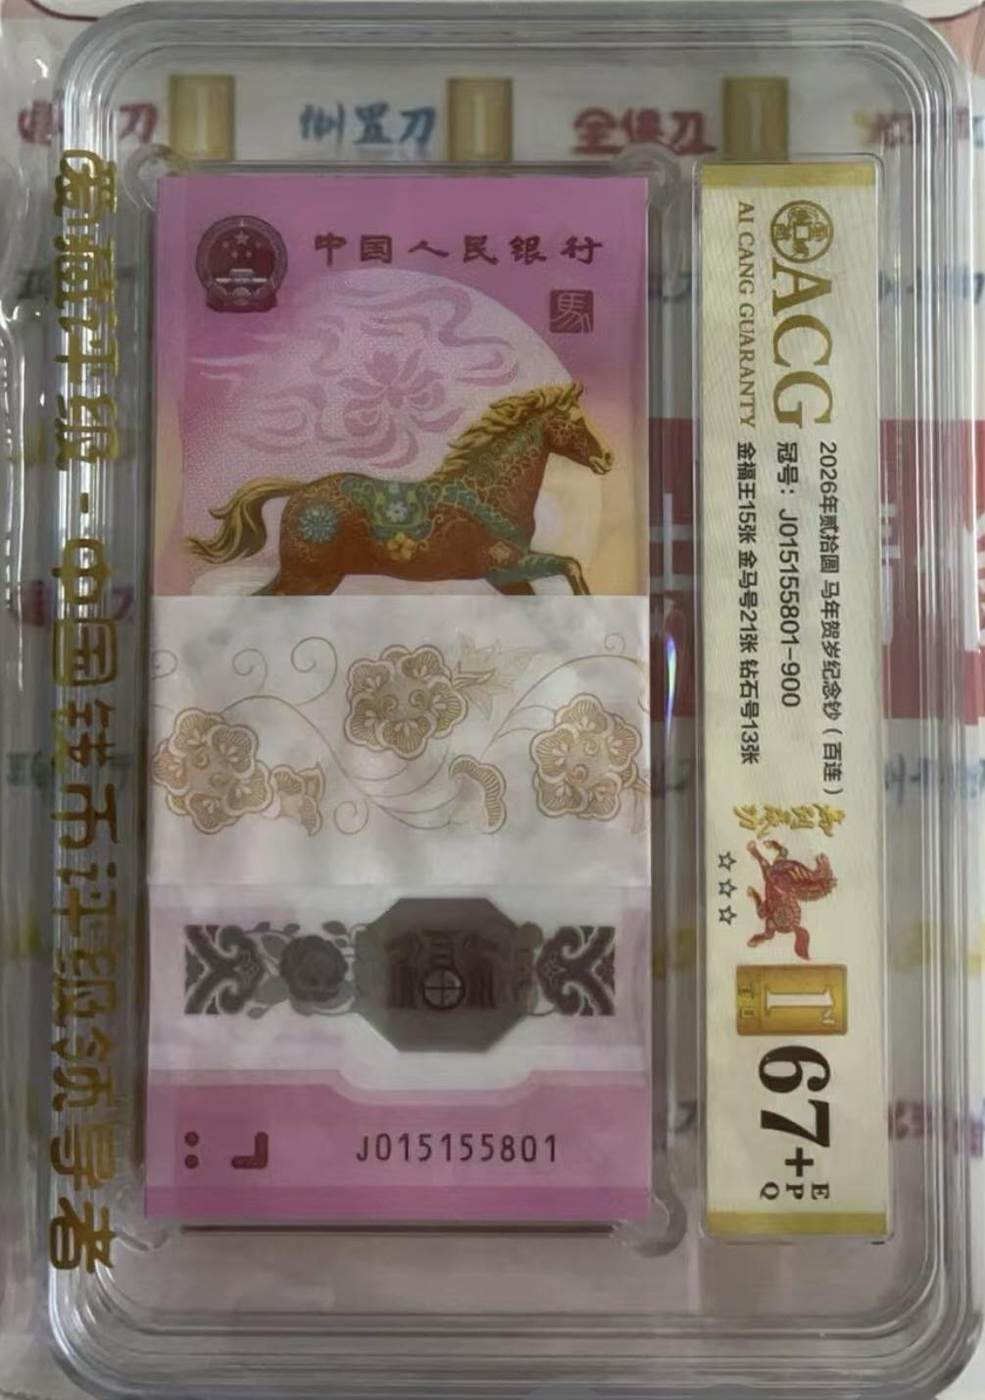 倒置刀
爱藏评级-中国钱币评级领导者
中国人民银行
馬
J015155801
ACG
AI CANG GUARANTY
2026年贰拾圆 马年贺岁纪念钞（百连）
冠号：J015155801-900
金福王15张 金马号21张 钻石号13张
☆☆☆
67+
EPQ